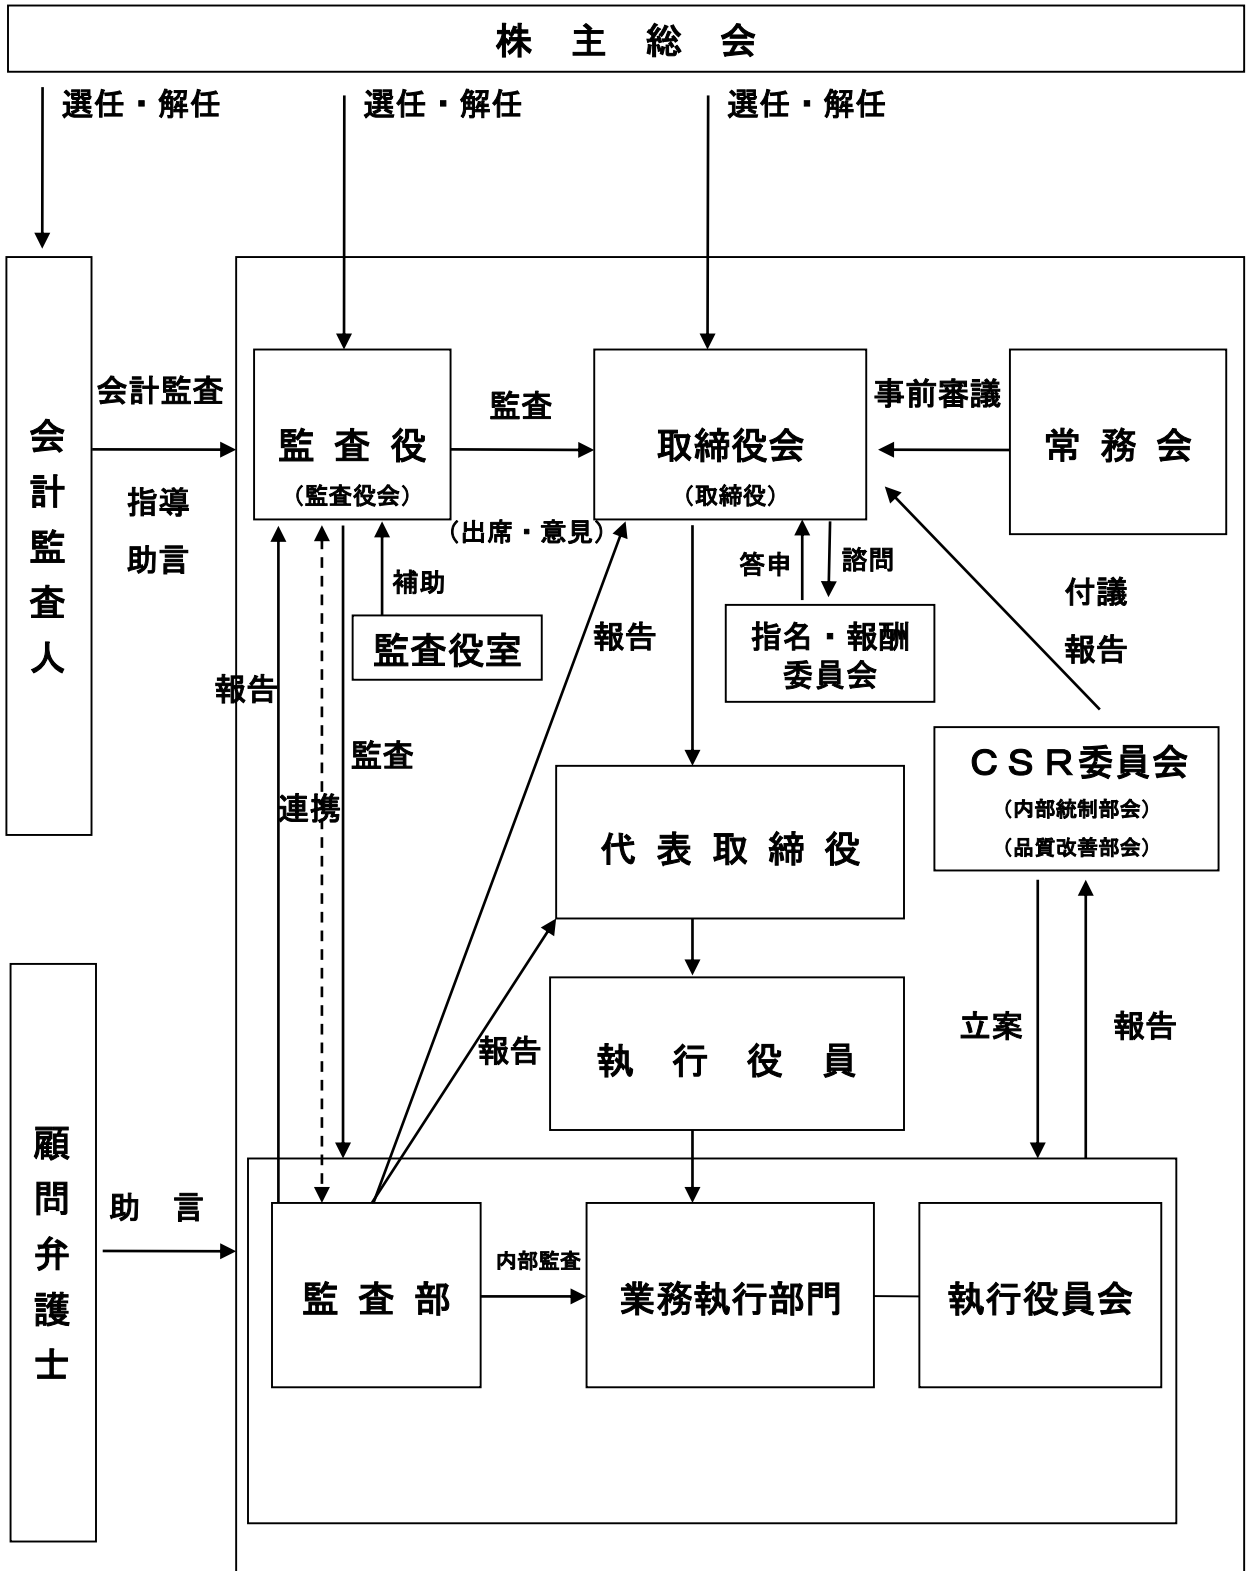 株主総会
選任・解任
選任・解任
選任・解任
会計監査人
会計監査
指導
助言
監査役
（監査役会）
監査
（出席・意見）
取締役会
（取締役）
事前審議
常務会
補助
監査役室
答申
諮問
指名・報酬
委員会
付議
報告
報告
報告
監査
連携
ＣＳＲ委員会
（内部統制部会）
（品質改善部会）
代表取締役
報告
執行役員
立案
報告
顧問弁護士
助言
監査部
内部監査
業務執行部門
執行役員会